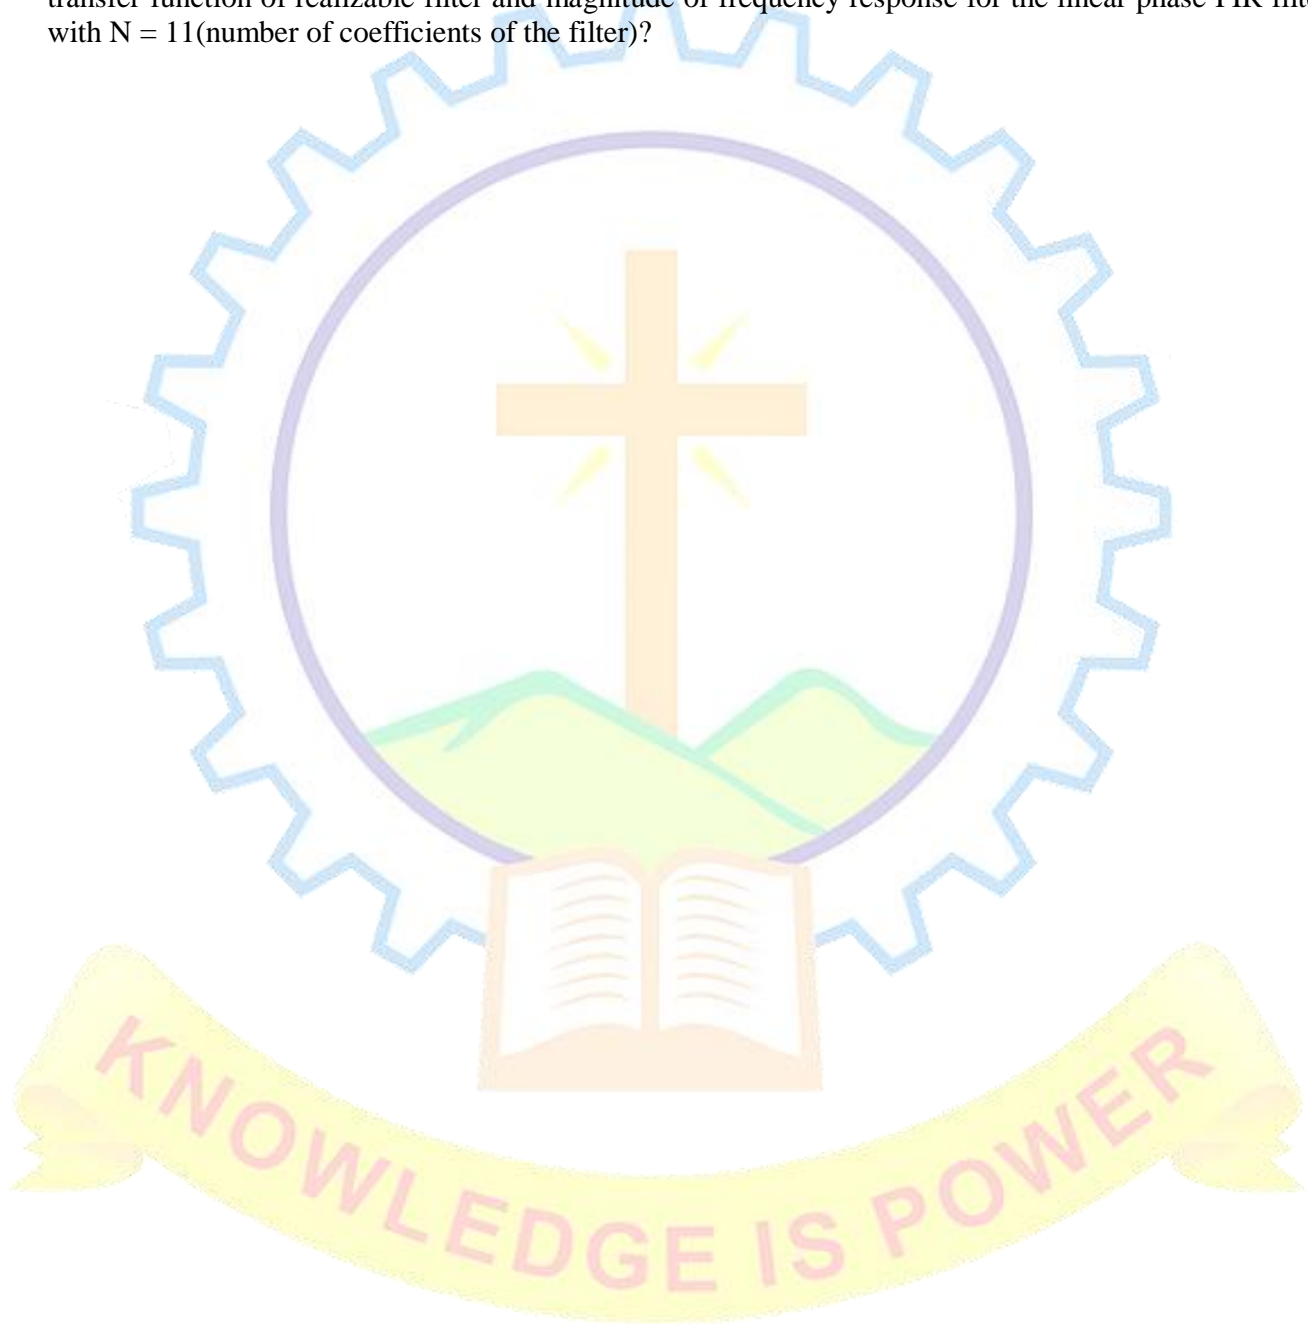 transfer function of realizable filter and magnitude of frequency response for the linear phase FIR filte
with N = 11(number of coefficients of the filter)?
KNOWLEDGE IS POWER